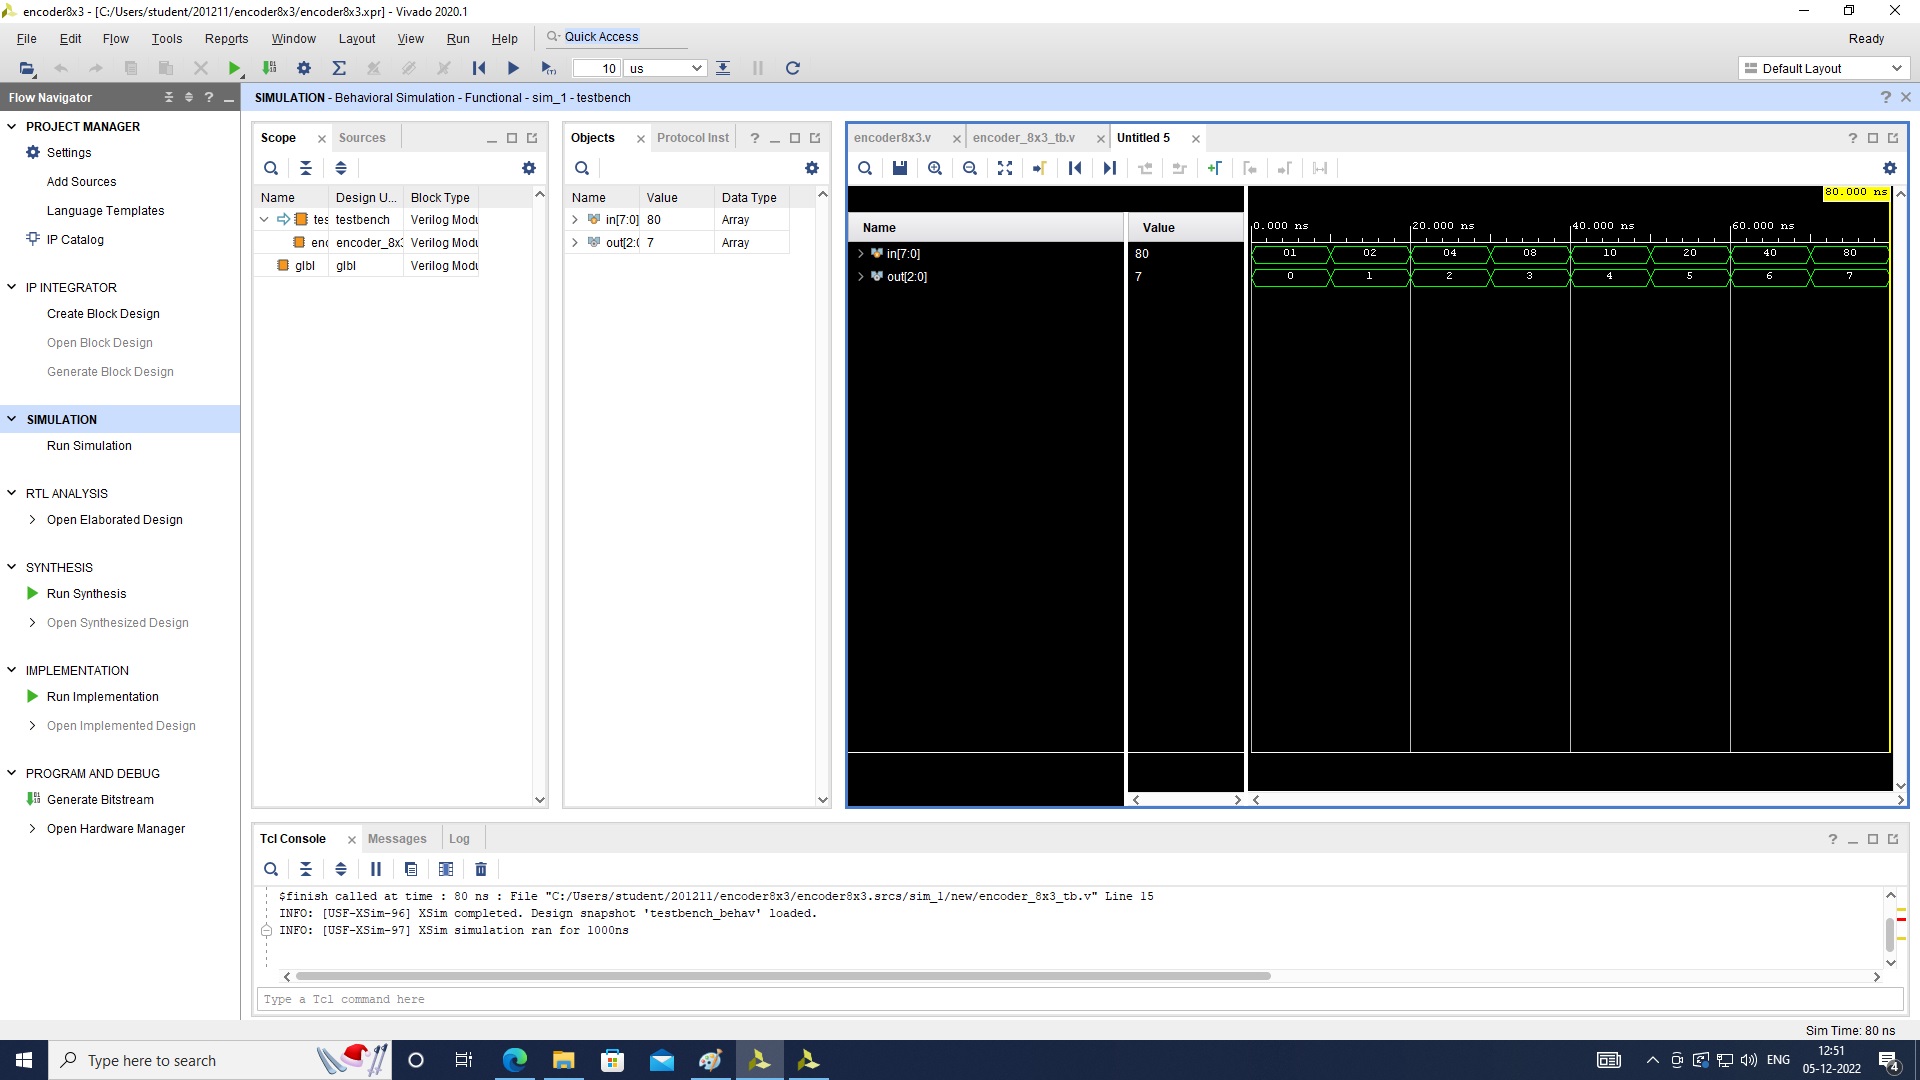 encoder8x3 - [C:/Users/student/201211/encoder8x3/encoder8x3.xpr] - Vivado 2020.1
File Edit Flow Tools Reports Window Layout View Run Help Quick Access Ready
10 us Default Layout
Flow Navigator
SIMULATION - Behavioral Simulation - Functional - sim_1 - testbench
PROJECT MANAGER
Settings
Add Sources
Language Templates
IP Catalog
IP INTEGRATOR
Create Block Design
Open Block Design
Generate Block Design
SIMULATION
Run Simulation
RTL ANALYSIS
Open Elaborated Design
SYNTHESIS
Run Synthesis
Open Synthesized Design
IMPLEMENTATION
Run Implementation
Open Implemented Design
PROGRAM AND DEBUG
Generate Bitstream
Open Hardware Manager
Scope Sources
Name Design U... Block Type
tes testbench Verilog Modu
enc encoder_8x3 Verilog Modu
glbl glbl Verilog Modu
Objects Protocol Inst
Name Value Data Type
in[7:0] 80 Array
out[2:0 7 Array
encoder8x3.v encoder_8x3_tb.v Untitled 5
80.000 ns
Name Value 0.000 ns 20.000 ns 40.000 ns 60.000 ns
in[7:0] 80 01 02 04 08 10 20 40 80
out[2:0] 7 0 1 2 3 4 5 6 7
Tcl Console Messages Log
$finish called at time : 80 ns : File "C:/Users/student/201211/encoder8x3/encoder8x3.srcs/sim_1/new/encoder_8x3_tb.v" Line 15
INFO: [USF-XSim-96] XSim completed. Design snapshot 'testbench_behav' loaded.
INFO: [USF-XSim-97] XSim simulation ran for 1000ns
Type a Tcl command here
Sim Time: 80 ns
Type here to search
ENG
12:51
05-12-2022
4